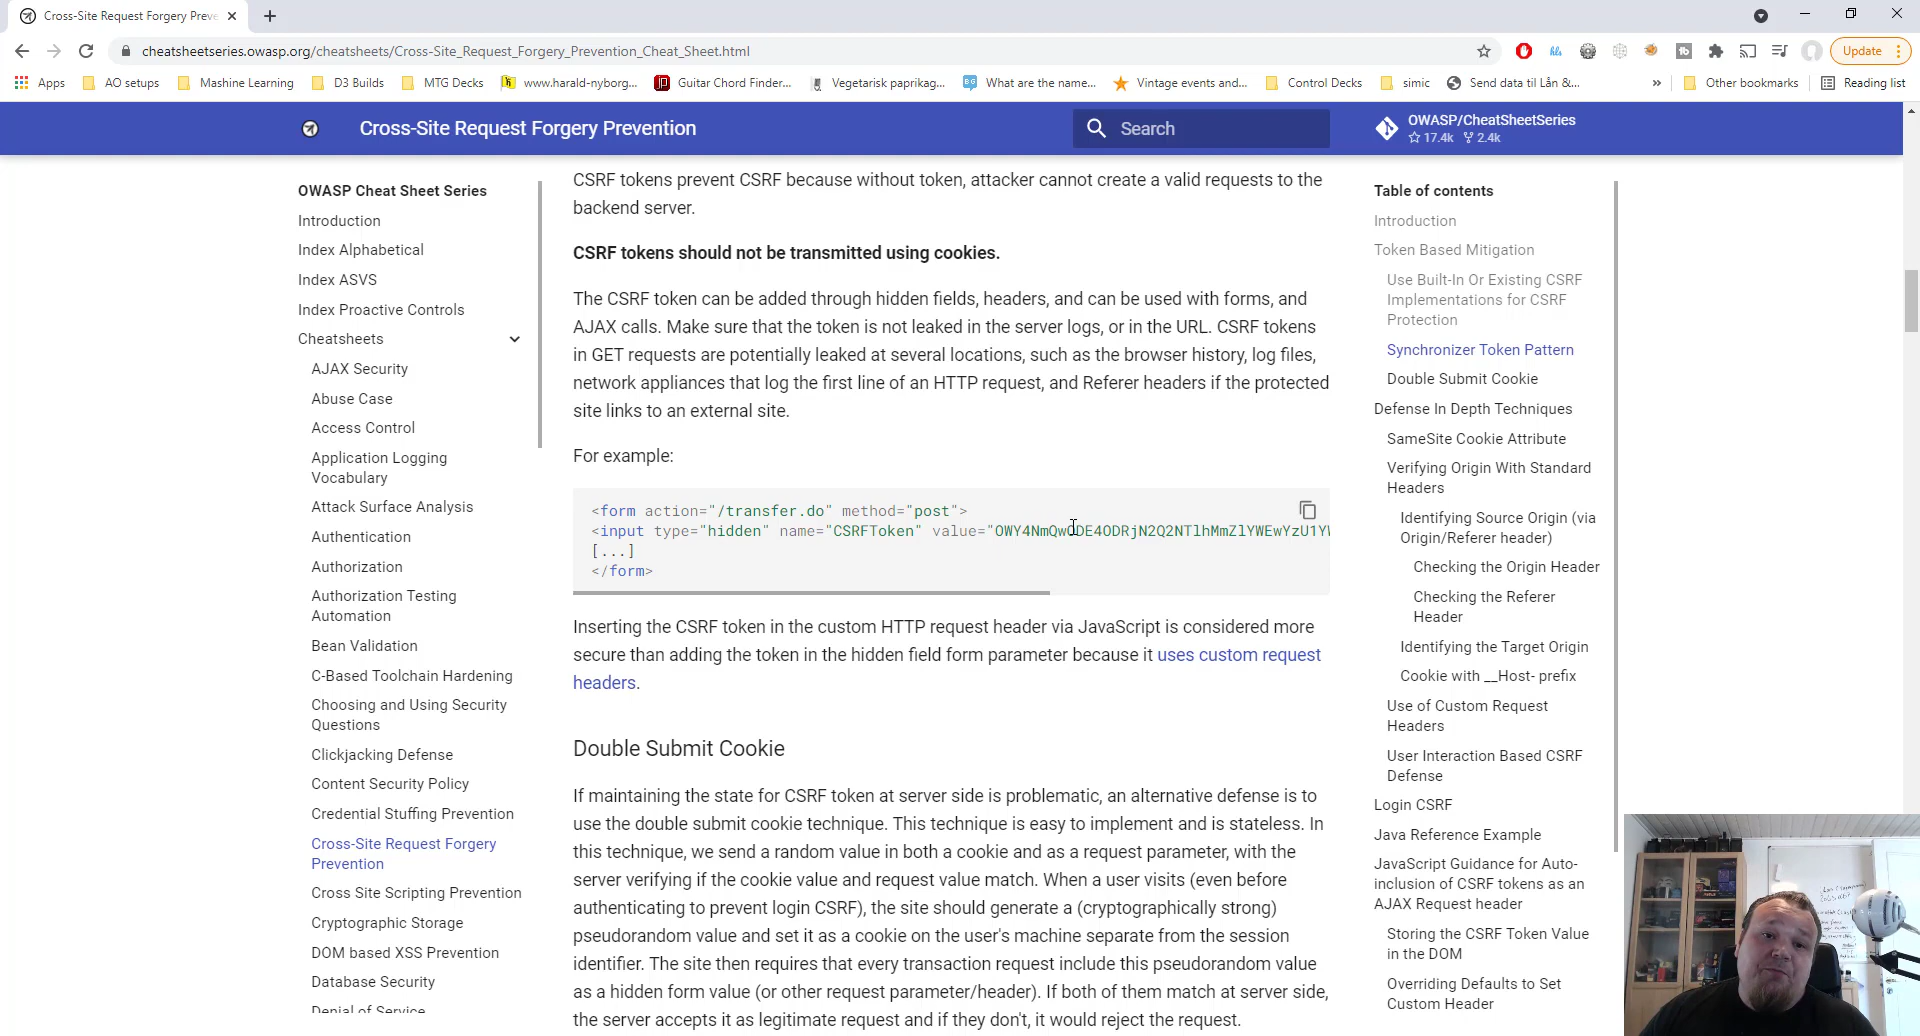 Cross-Site Request Forgery Preve
cheatsheetseries.owasp.org/cheatsheets/Cross-Site_Request_Forgery_Prevention_Cheat_Sheet.html
Update
Apps
AO setups
Mashine Learning
D3 Builds
MTG Decks
www.harald-nyborg...
Guitar Chord Finder...
Vegetarisk paprikag...
What are the name...
Vintage events and...
Control Decks
simic
Send data til Lån &...
»
Other bookmarks
Reading list
Cross-Site Request Forgery Prevention
Search
OWASP/CheatSheetSeries
17.4k 2.4k
OWASP Cheat Sheet Series
Introduction
Index Alphabetical
Index ASVS
Index Proactive Controls
Cheatsheets
AJAX Security
Abuse Case
Access Control
Application Logging
Vocabulary
Attack Surface Analysis
Authentication
Authorization
Authorization Testing
Automation
Bean Validation
C-Based Toolchain Hardening
Choosing and Using Security
Questions
Clickjacking Defense
Content Security Policy
Credential Stuffing Prevention
Cross-Site Request Forgery
Prevention
Cross Site Scripting Prevention
Cryptographic Storage
DOM based XSS Prevention
Database Security
Denial of Service
CSRF tokens prevent CSRF because without token, attacker cannot create a valid requests to the
backend server.
CSRF tokens should not be transmitted using cookies.
The CSRF token can be added through hidden fields, headers, and can be used with forms, and
AJAX calls. Make sure that the token is not leaked in the server logs, or in the URL. CSRF tokens
in GET requests are potentially leaked at several locations, such as the browser history, log files,
network appliances that log the first line of an HTTP request, and Referer headers if the protected
site links to an external site.
For example:
<form action="/transfer.do" method="post">
<input type="hidden" name="CSRFToken" value="OWY4NmQwODE4ODRjN2Q2NTlhMmZlYWEwYzU1YW
[...]
</form>
Inserting the CSRF token in the custom HTTP request header via JavaScript is considered more
secure than adding the token in the hidden field form parameter because it uses custom request
headers.
Double Submit Cookie
If maintaining the state for CSRF token at server side is problematic, an alternative defense is to
use the double submit cookie technique. This technique is easy to implement and is stateless. In
this technique, we send a random value in both a cookie and as a request parameter, with the
server verifying if the cookie value and request value match. When a user visits (even before
authenticating to prevent login CSRF), the site should generate a (cryptographically strong)
pseudorandom value and set it as a cookie on the user's machine separate from the session
identifier. The site then requires that every transaction request include this pseudorandom value
as a hidden form value (or other request parameter/header). If both of them match at server side,
the server accepts it as legitimate request and if they don't, it would reject the request.
Table of contents
Introduction
Token Based Mitigation
Use Built-In Or Existing CSRF
Implementations for CSRF
Protection
Synchronizer Token Pattern
Double Submit Cookie
Defense In Depth Techniques
SameSite Cookie Attribute
Verifying Origin With Standard
Headers
Identifying Source Origin (via
Origin/Referer header)
Checking the Origin Header
Checking the Referer
Header
Identifying the Target Origin
Cookie with __Host- prefix
Use of Custom Request
Headers
User Interaction Based CSRF
Defense
Login CSRF
Java Reference Example
JavaScript Guidance for Auto-
inclusion of CSRF tokens as an
AJAX Request header
Storing the CSRF Token Value
in the DOM
Overriding Defaults to Set
Custom Header